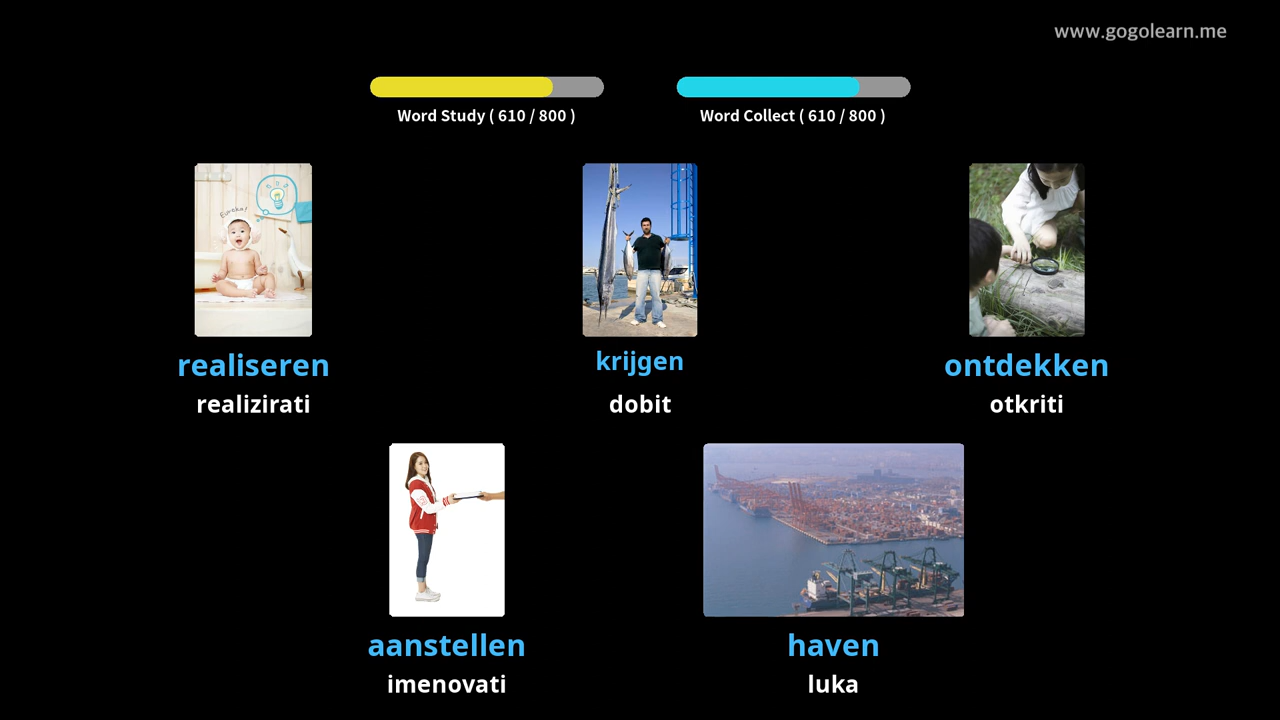 www.gogolearn.me
Word Study ( 610 / 800 )
Word Collect ( 610 / 800 )
Eureka!
realiseren
krijgen
ontdekken
realizirati
dobit
otkriti
aanstellen
haven
imenovati
luka